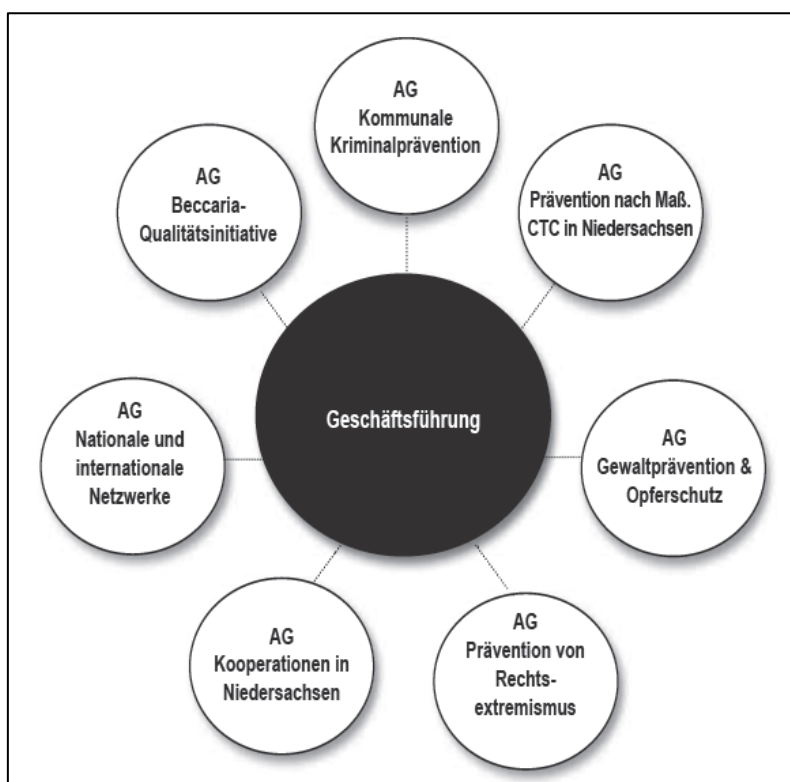 AG
Kommunale
Kriminalprävention
AG
Prävention nach Maß.
CTC in Niedersachsen
AG
Beccaria-
Qualitätsinitiative
Geschäftsführung
AG
Nationale und
internationale
Netzwerke
AG
Gewaltprävention &
Opferschutz
AG
Kooperationen in
Niedersachsen
AG
Prävention von
Rechts-
extremismus